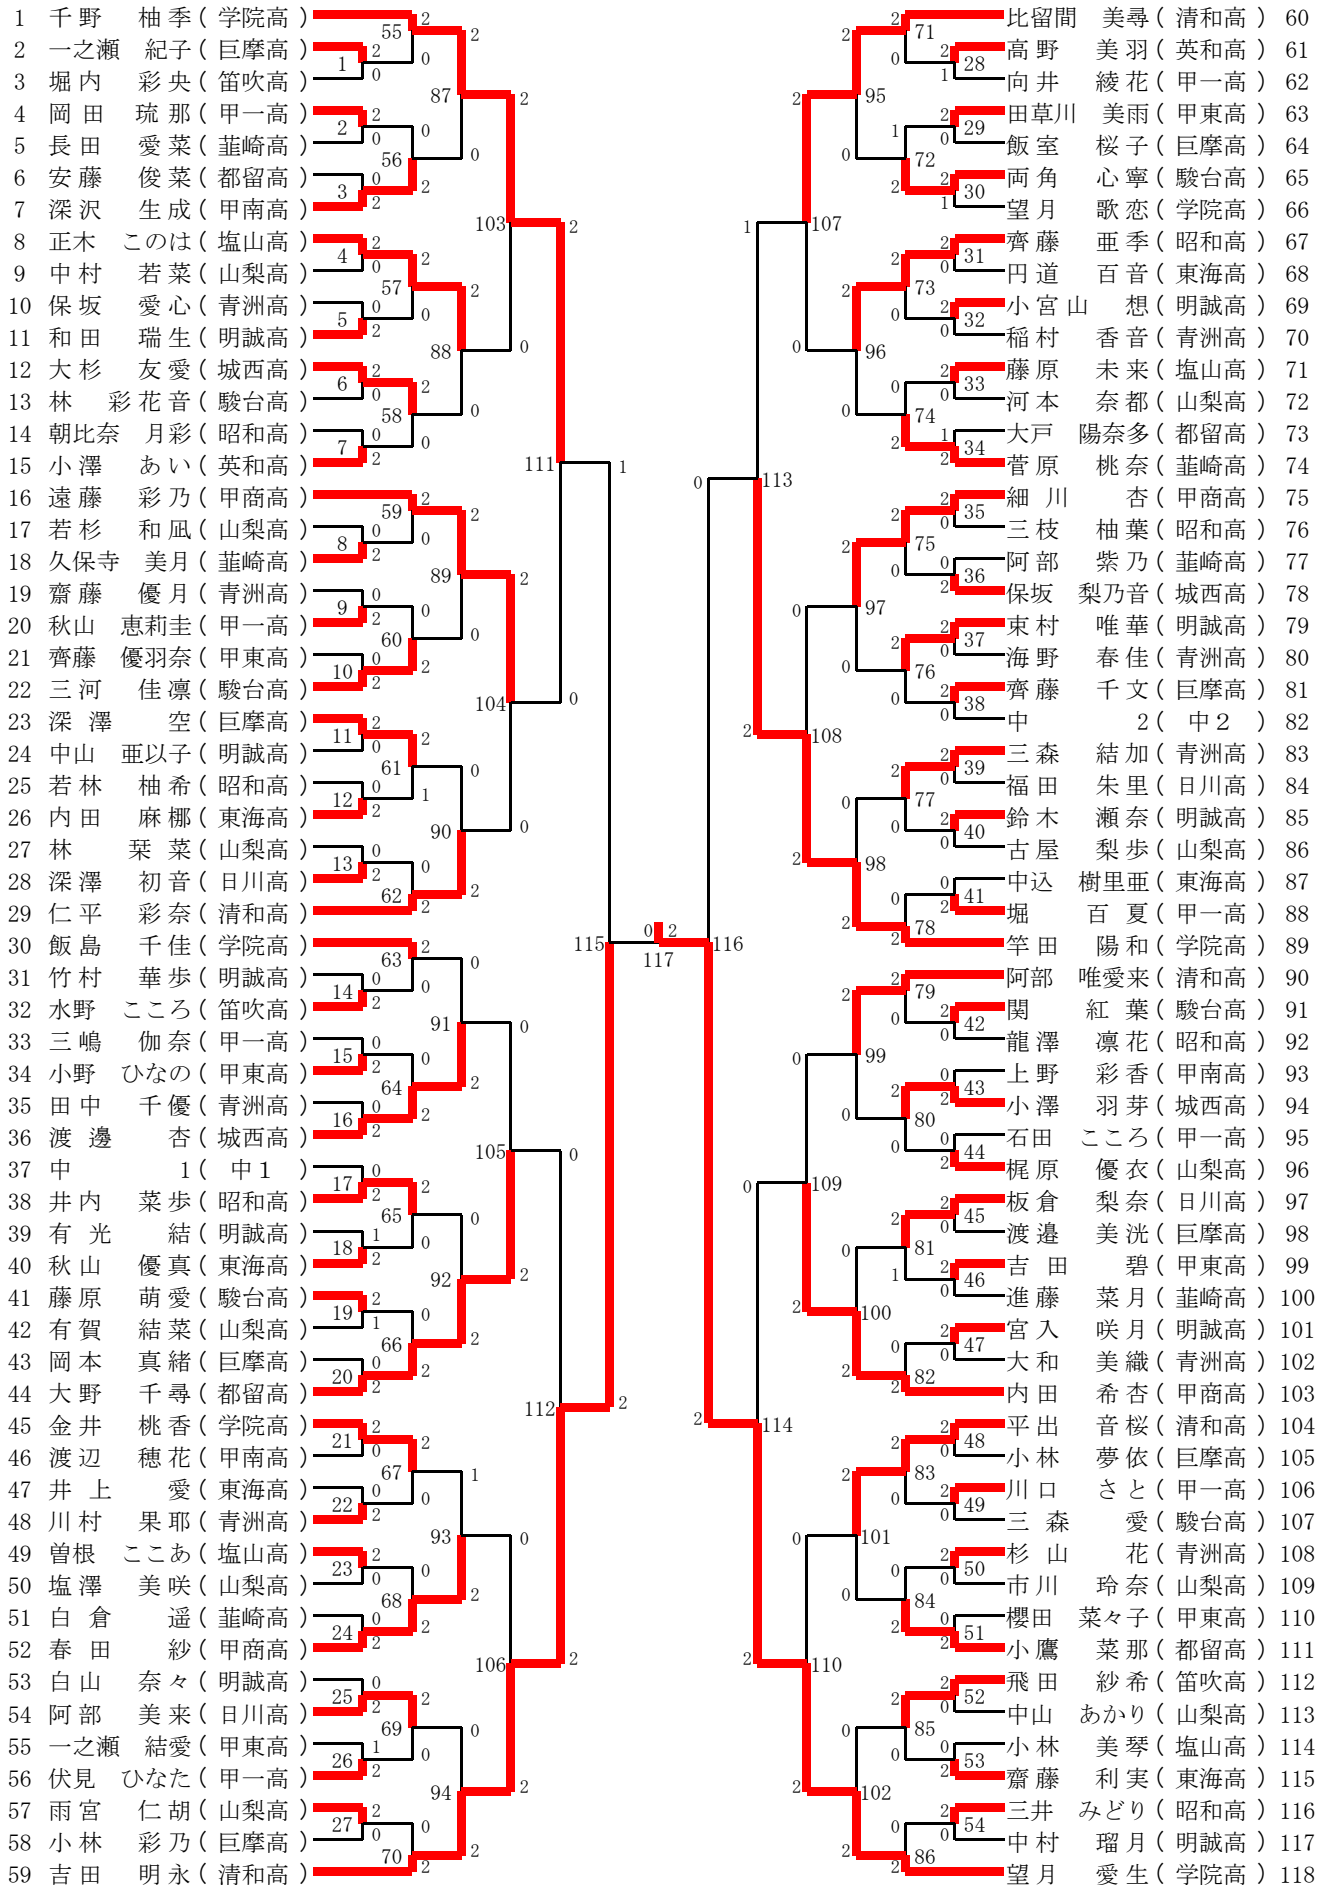 1 千野 柚季 ( 学院高 )
2 一之瀬 紀子 ( 巨摩高 )
3 堀内 彩央 ( 笛吹高 )
4 岡田 琉那 ( 甲一高 )
5 長田 愛菜 ( 韮崎高 )
6 安藤 俊菜 ( 都留高 )
7 深沢 生成 ( 甲南高 )
8 正木 このは ( 塩山高 )
9 中村 若菜 ( 山梨高 )
10 保坂 愛心 ( 青洲高 )
11 和田 瑞生 ( 明誠高 )
12 大杉 友愛 ( 城西高 )
13 林 彩花音 ( 駿台高 )
14 朝比奈 月彩 ( 昭和高 )
15 小澤 あい ( 英和高 )
16 遠藤 彩乃 ( 甲商高 )
17 若杉 和凪 ( 山梨高 )
18 久保寺 美月 ( 韮崎高 )
19 齋藤 優月 ( 青洲高 )
20 秋山 恵莉圭 ( 甲一高 )
21 齊藤 優羽奈 ( 甲東高 )
22 三河 佳凛 ( 駿台高 )
23 深澤 空 ( 巨摩高 )
24 中山 亜以子 ( 明誠高 )
25 若林 柚希 ( 昭和高 )
26 内田 麻梛 ( 東海高 )
27 林 栞菜 ( 山梨高 )
28 深澤 初音 ( 日川高 )
29 仁平 彩奈 ( 清和高 )
30 飯島 千佳 ( 学院高 )
31 竹村 華歩 ( 明誠高 )
32 水野 こころ ( 笛吹高 )
33 三嶋 伽奈 ( 甲一高 )
34 小野 ひなの ( 甲東高 )
35 田中 千優 ( 青洲高 )
36 渡邊 杏 ( 城西高 )
37 中 1 ( 中1 )
38 井内 菜歩 ( 昭和高 )
39 有光 結 ( 明誠高 )
40 秋山 優真 ( 東海高 )
41 藤原 萌愛 ( 駿台高 )
42 有賀 結菜 ( 山梨高 )
43 岡本 真緒 ( 巨摩高 )
44 大野 千尋 ( 都留高 )
45 金井 桃香 ( 学院高 )
46 渡辺 穂花 ( 甲南高 )
47 井上 愛 ( 東海高 )
48 川村 果耶 ( 青洲高 )
49 曽根 ここあ ( 塩山高 )
50 塩澤 美咲 ( 山梨高 )
51 白倉 遥 ( 韮崎高 )
52 春田 紗 ( 甲商高 )
53 白山 奈々 ( 明誠高 )
54 阿部 美来 ( 日川高 )
55 一之瀬 結愛 ( 甲東高 )
56 伏見 ひなた ( 甲一高 )
57 雨宮 仁胡 ( 山梨高 )
58 小林 彩乃 ( 巨摩高 )
59 吉田 明永 ( 清和高 )
比留間 美尋 ( 清和高 ) 60
高野 美羽 ( 英和高 ) 61
向井 綾花 ( 甲一高 ) 62
田草川 美雨 ( 甲東高 ) 63
飯室 桜子 ( 巨摩高 ) 64
両角 心寧 ( 駿台高 ) 65
望月 歌恋 ( 学院高 ) 66
齊藤 亜季 ( 昭和高 ) 67
円道 百音 ( 東海高 ) 68
小宮山 想 ( 明誠高 ) 69
稲村 香音 ( 青洲高 ) 70
藤原 未来 ( 塩山高 ) 71
河本 奈都 ( 山梨高 ) 72
大戸 陽奈多 ( 都留高 ) 73
菅原 桃奈 ( 韮崎高 ) 74
細川 杏 ( 甲商高 ) 75
三枝 柚葉 ( 昭和高 ) 76
阿部 紫乃 ( 韮崎高 ) 77
保坂 梨乃音 ( 城西高 ) 78
東村 唯華 ( 明誠高 ) 79
海野 春佳 ( 青洲高 ) 80
齊藤 千文 ( 巨摩高 ) 81
中 2 ( 中2 ) 82
三森 結加 ( 青洲高 ) 83
福田 朱里 ( 日川高 ) 84
鈴木 瀬奈 ( 明誠高 ) 85
古屋 梨歩 ( 山梨高 ) 86
中込 樹里亜 ( 東海高 ) 87
堀 百夏 ( 甲一高 ) 88
竿田 陽和 ( 学院高 ) 89
阿部 唯愛来 ( 清和高 ) 90
関 紅葉 ( 駿台高 ) 91
龍澤 凛花 ( 昭和高 ) 92
上野 彩香 ( 甲南高 ) 93
小澤 羽芽 ( 城西高 ) 94
石田 こころ ( 甲一高 ) 95
梶原 優衣 ( 山梨高 ) 96
板倉 梨奈 ( 日川高 ) 97
渡邉 美洸 ( 巨摩高 ) 98
吉田 碧 ( 甲東高 ) 99
進藤 菜月 ( 韮崎高 ) 100
宮入 咲月 ( 明誠高 ) 101
大和 美織 ( 青洲高 ) 102
内田 希杏 ( 甲商高 ) 103
平出 音桜 ( 清和高 ) 104
小林 夢依 ( 巨摩高 ) 105
川口 さと ( 甲一高 ) 106
三森 愛 ( 駿台高 ) 107
杉山 花 ( 青洲高 ) 108
市川 玲奈 ( 山梨高 ) 109
櫻田 菜々子 ( 甲東高 ) 110
小鷹 菜那 ( 都留高 ) 111
飛田 紗希 ( 笛吹高 ) 112
中山 あかり ( 山梨高 ) 113
小林 美琴 ( 塩山高 ) 114
齋藤 利実 ( 東海高 ) 115
三井 みどり ( 昭和高 ) 116
中村 瑠月 ( 明誠高 ) 117
望月 愛生 ( 学院高 ) 118